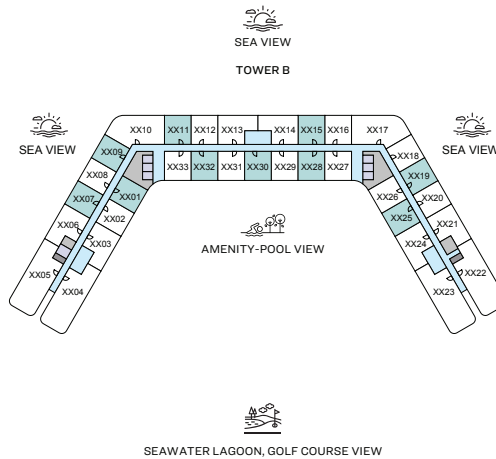 SEA VIEW
TOWER B
SEA VIEW
SEA VIEW
XX10 XX11 XX12 XX13 XX14 XX15 XX16 XX17
XX09 XX33 XX32 XX31 XX30 XX29 XX28 XX27 XX18
XX08 XX01 XX26 XX19
XX07 XX02 XX25 XX20
XX06 XX03 XX24 XX21
XX05 XX04 XX23 XX22
AMENITY-POOL VIEW
SEAWATER LAGOON, GOLF COURSE VIEW